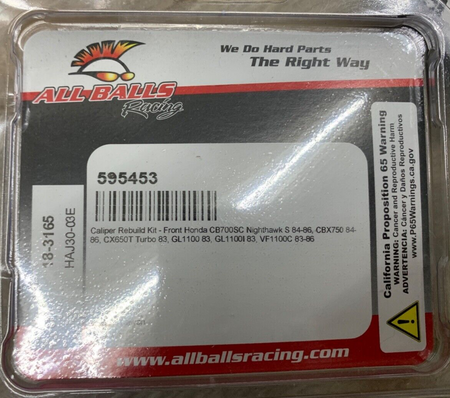 We Do Hard Parts
The Right Way
ALL BALLS
Racing
595453
Caliper Rebuild Kit - Front Honda CB700SC Nighthawk S 84-86, CBX750 84-
86, CX650T Turbo 83, GL1100 83, GL1100I 83, VF1100C 83-86
18-3165
HAJ30-03E
California Proposition 65 Warning
WARNING: Cancer and Reproductive Harm
ADVERTENCIA: Cáncer y Daños Reproductivos
www.P65Warnings.ca.gov
www.allballsracing.com